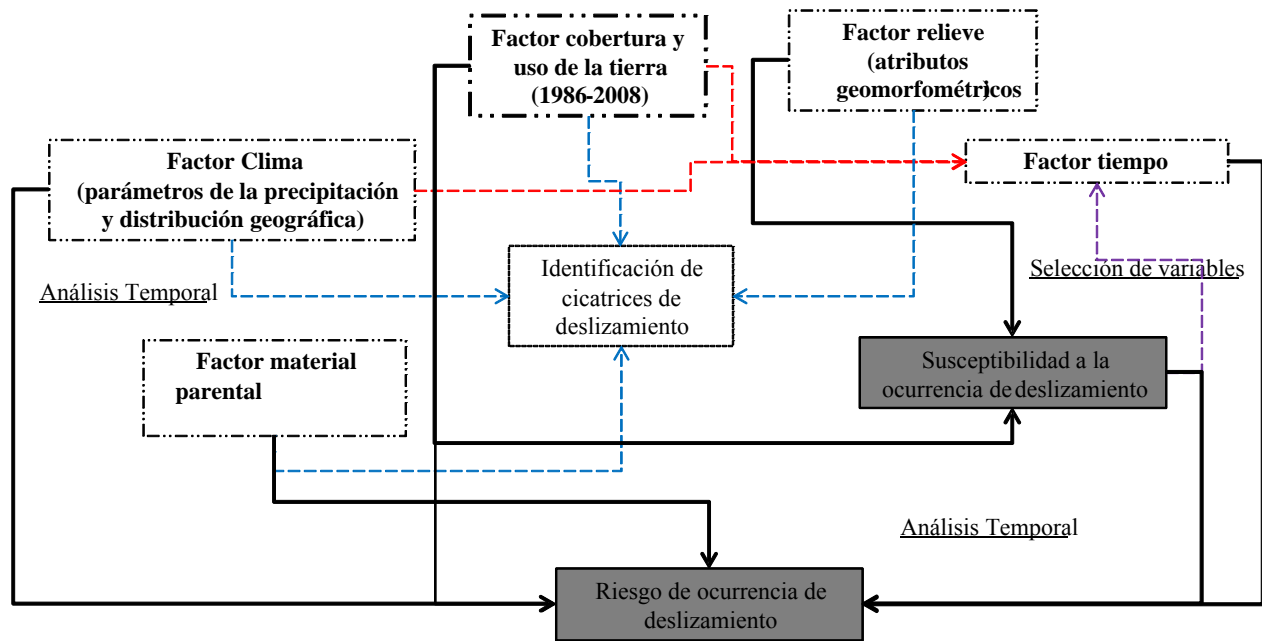 Factor cobertura y
uso de la tierra
(1986-2008)
Factor relieve
(atributos
geomorfométricos)
Factor Clima
(parámetros de la precipitación
y distribución geográfica)
Factor tiempo
Identificación de
cicatrices de
deslizamiento
Selección de variables
Análisis Temporal
Factor material
parental
Susceptibilidad a la
ocurrencia de deslizamiento
Análisis Temporal
Riesgo de ocurrencia de
deslizamiento